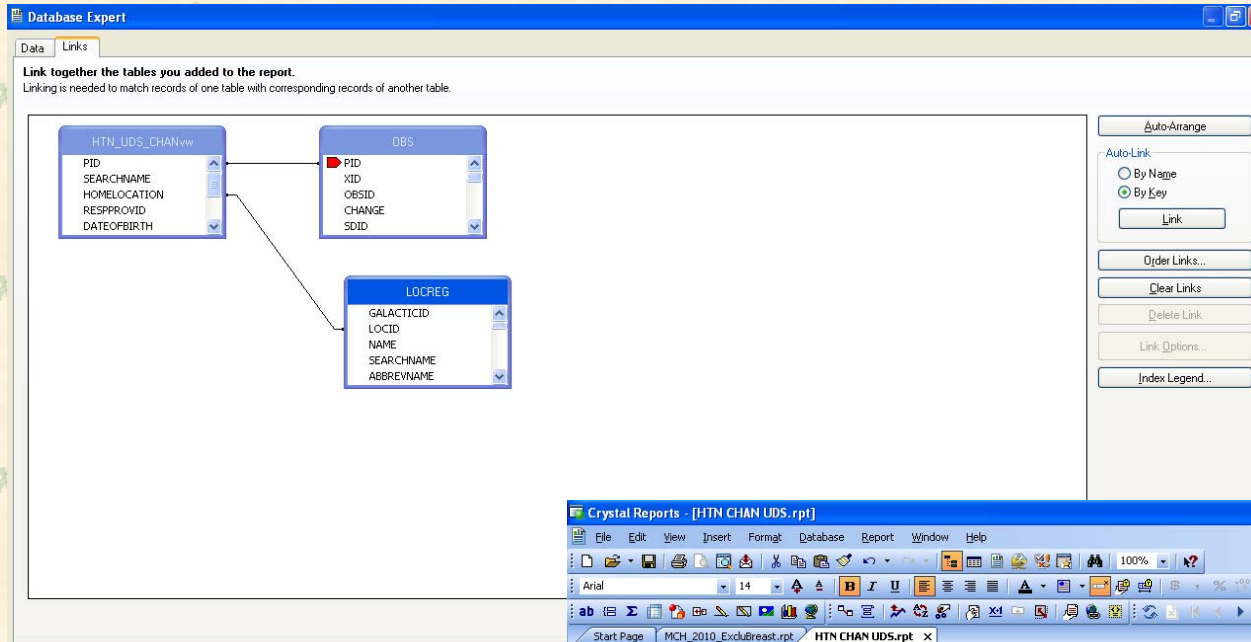 Database Expert
Data Links
Link together the tables you added to the report.
Linking is needed to match records of one table with corresponding records of another table.
HTN_UDS_CHANvw
PID
SEARCHNAME
HOMELOCATION
RESPPROVID
DATEOFBIRTH
OBS
PID
XID
OBSID
CHANGE
SDID
LOCREG
GALACTICID
LOCID
NAME
SEARCHNAME
ABBREVNAME
Auto-Arrange
Auto-Link
By Name
By Key
Link
Order Links...
Clear Links
Delete Link
Link Options...
Index Legend...
Crystal Reports - [HTN CHAN UDS.rpt]
File Edit View Insert Format Database Report Window Help
100%
Arial 14 A A B I U A $ , %
ab Σ x+1
Start Page MCH_2010_ExcluBreast.rpt HTN CHAN UDS.rpt x